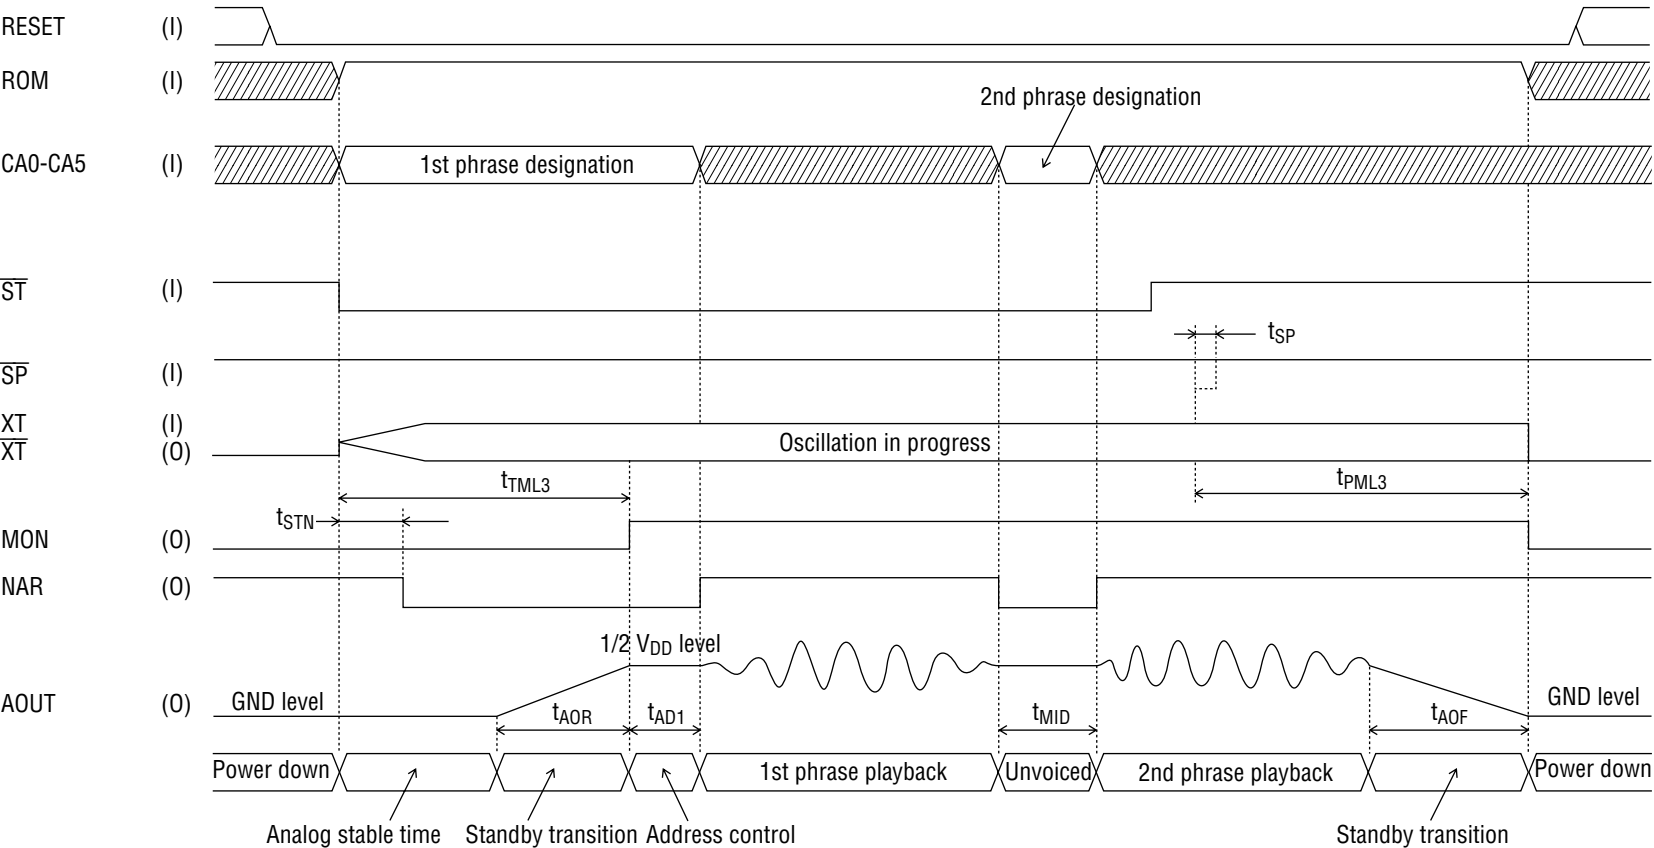 RESET (I)
ROM (I)
2nd phrase designation
CA0-CA5 (I) 1st phrase designation
ST (I)
tSP
SP (I)
XT (I)
XT (O)
Oscillation in progress
tTML3 tPML3
tSTN
MON (O)
NAR (O)
1/2 VDD level
AOUT (O) GND level GND level
tAOR tAD1 tMID tAOF
Power down 1st phrase playback Unvoiced 2nd phrase playback Power down
Analog stable time Standby transition Address control Standby transition